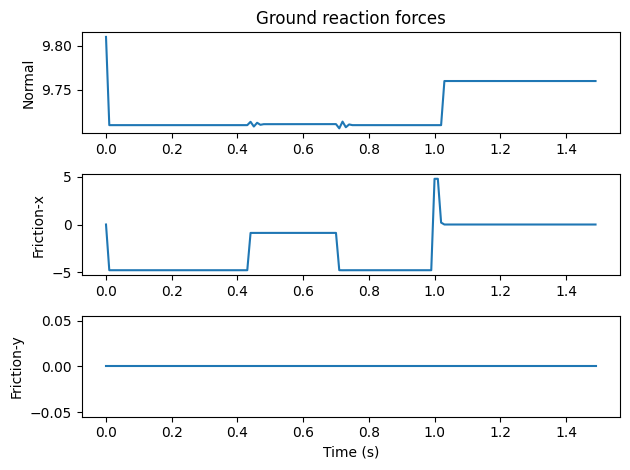 Ground reaction forces
9.80
9.75
Normal
0.0 0.2 0.4 0.6 0.8 1.0 1.2 1.4
5
0
−5
Friction-x
0.0 0.2 0.4 0.6 0.8 1.0 1.2 1.4
0.05
0.00
−0.05
Friction-y
0.0 0.2 0.4 0.6 0.8 1.0 1.2 1.4
Time (s)